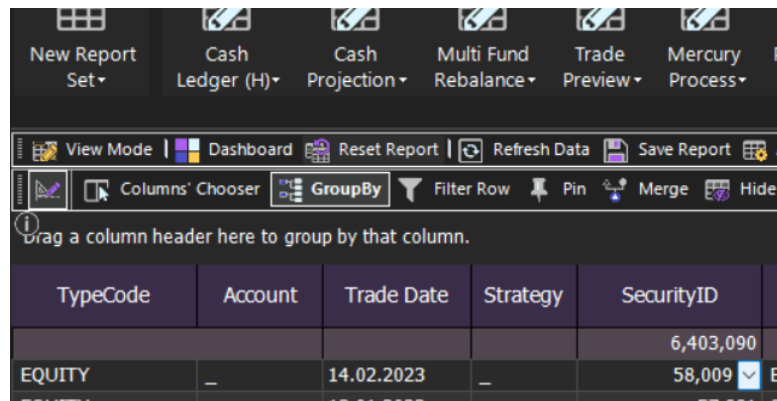 New Report Cash Cash Multi Fund Trade Mercury
Set Ledger (H) Projection Rebalance Preview Process
View Mode Dashboard Reset Report Refresh Data Save Report
Columns' Chooser GroupBy Filter Row Pin Merge Hide
Drag a column header here to group by that column.
TypeCode Account Trade Date Strategy SecurityID
6,403,090
EQUITY _ 14.02.2023 _ 58,009